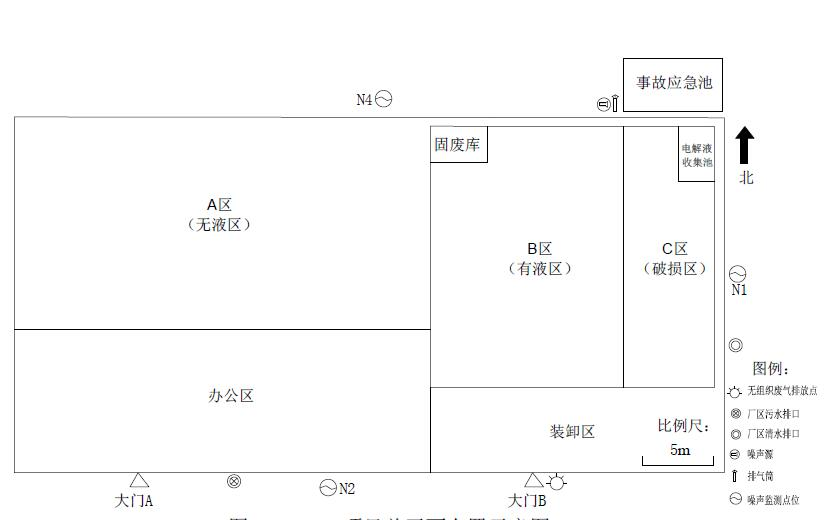 事故应急池
N4
固废库
电解液
收集池
北
A区
（无液区）
B区
（有液区）
C区
（破损区）
N1
图例：
无组织废气排放点
厂区污水排口
厂区清水排口
噪声源
排气筒
噪声监测点位
办公区
装卸区
比例尺：
5m
N2
大门A
大门B